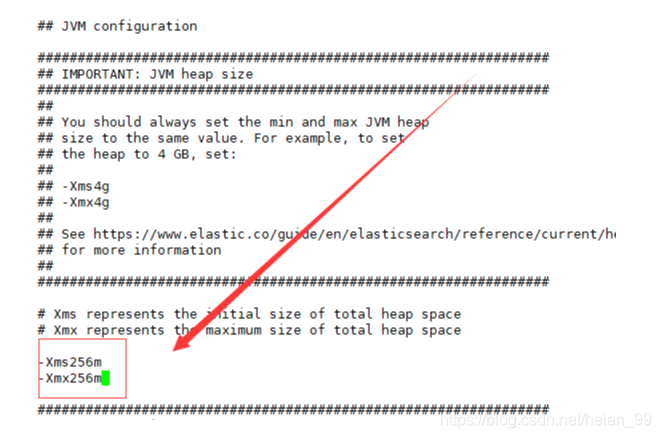 ## JVM configuration
################################################################
## IMPORTANT: JVM heap size
################################################################
##
## You should always set the min and max JVM heap
## size to the same value. For example, to set
## the heap to 4 GB, set:
##
## -Xms4g
## -Xmx4g
##
## See https://www.elastic.co/guide/en/elasticsearch/reference/current/he
## for more information
##
################################################################
# Xms represents the initial size of total heap space
# Xmx represents the maximum size of total heap space
-Xms256m
-Xmx256m
################################################################
https://blog.csdn.net/heian_99